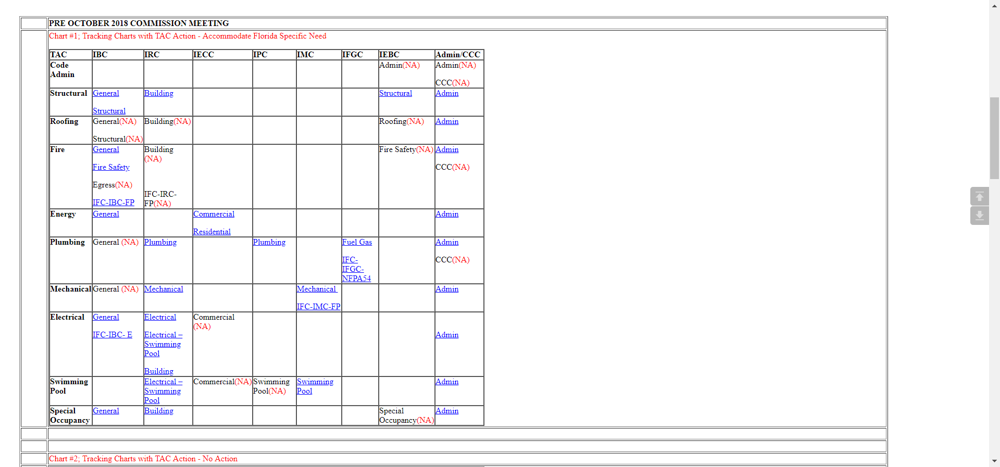 PRE OCTOBER 2018 COMMISSION MEETING
Chart #1; Tracking Charts with TAC Action - Accommodate Florida Specific Need
TAC IBC IRC IECC IPC IMC IFGC IEBC Admin/CCC
Code Admin(NA) Admin(NA)
Admin
CCC(NA)
Structural General Building Structural Admin
Structural
Roofing General(NA) Building(NA) Roofing(NA) Admin
Structural(NA)
Fire General Building Fire Safety(NA) Admin
(NA)
Fire Safety CCC(NA)
Egress(NA)
IFC-IRC-
IFC-IBC-FP FP(NA)
Energy General Commercial Admin
Residential
Plumbing General (NA) Plumbing Plumbing Fuel Gas Admin
IFC- CCC(NA)
IFGC-
NFPA54
Mechanical General (NA) Mechanical Mechanical Admin
IFC-IMC-FP
Electrical General Electrical Commercial
(NA)
IFC-IBC- E Electrical – Admin
Swimming
Pool
Building
Swimming Electrical – Commercial(NA) Swimming Swimming Admin
Pool Swimming Pool(NA) Pool
Pool
Special General Building Special Admin
Occupancy Occupancy(NA)
Chart #2; Tracking Charts with TAC Action - No Action